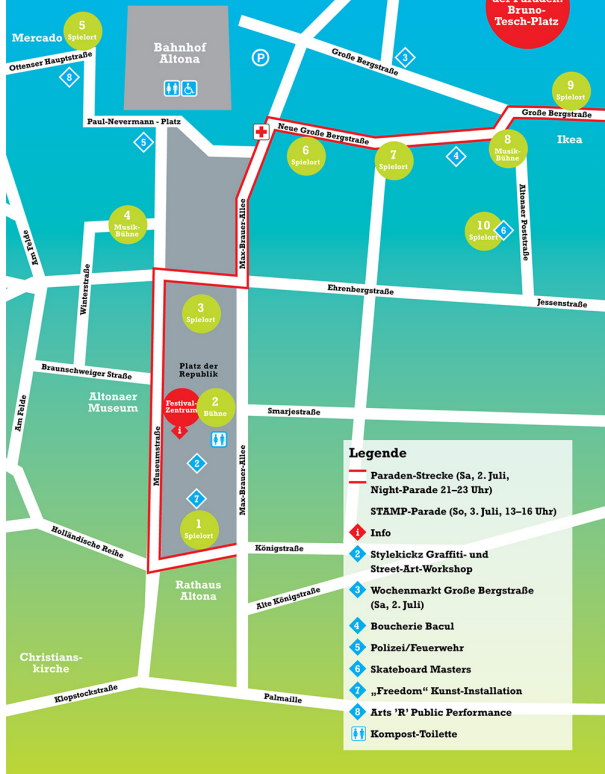 der Paraden:
Bruno-
Tesch-Platz
5
Spielort
Mercado
Ottenser Hauptstraße
8
Bahnhof
Altona
P
Große Bergstraße
3
9
Spielort
Große Bergstraße
Ikea
Paul-Nevermann - Platz
5
Neue Große Bergstraße
6
Spielort
7
Spielort
4
8
Musik-
Bühne
Altonaer Poststraße
10
Spielort
6
4
Musik-
Bühne
Am Felde
Winterstraße
Max-Brauer-Allee
Ehrenbergstraße
Jessenstraße
3
Spielort
Platz der
Republik
Braunschweiger Straße
Altonaer
Museum
Festival-
Zentrum
i
2
Bühne
Smarjestraße
Am Felde
Museumstraße
2
7
1
Spielort
Max-Brauer-Allee
Holländische Reihe
Königstraße
Rathaus
Altona
Alte Königstraße
Christians-
kirche
Klopstockstraße
Palmaille
Legende
Paraden-Strecke (Sa, 2. Juli,
Night-Parade 21–23 Uhr)
STAMP-Parade (So, 3. Juli, 13–16 Uhr)
i Info
2 Stylekickz Graffiti- und
Street-Art-Workshop
3 Wochenmarkt Große Bergstraße
(Sa, 2. Juli)
4 Boucherie Bacul
5 Polizei/Feuerwehr
6 Skateboard Masters
7 „Freedom“ Kunst-Installation
8 Arts ’R’ Public Performance
Kompost-Toilette